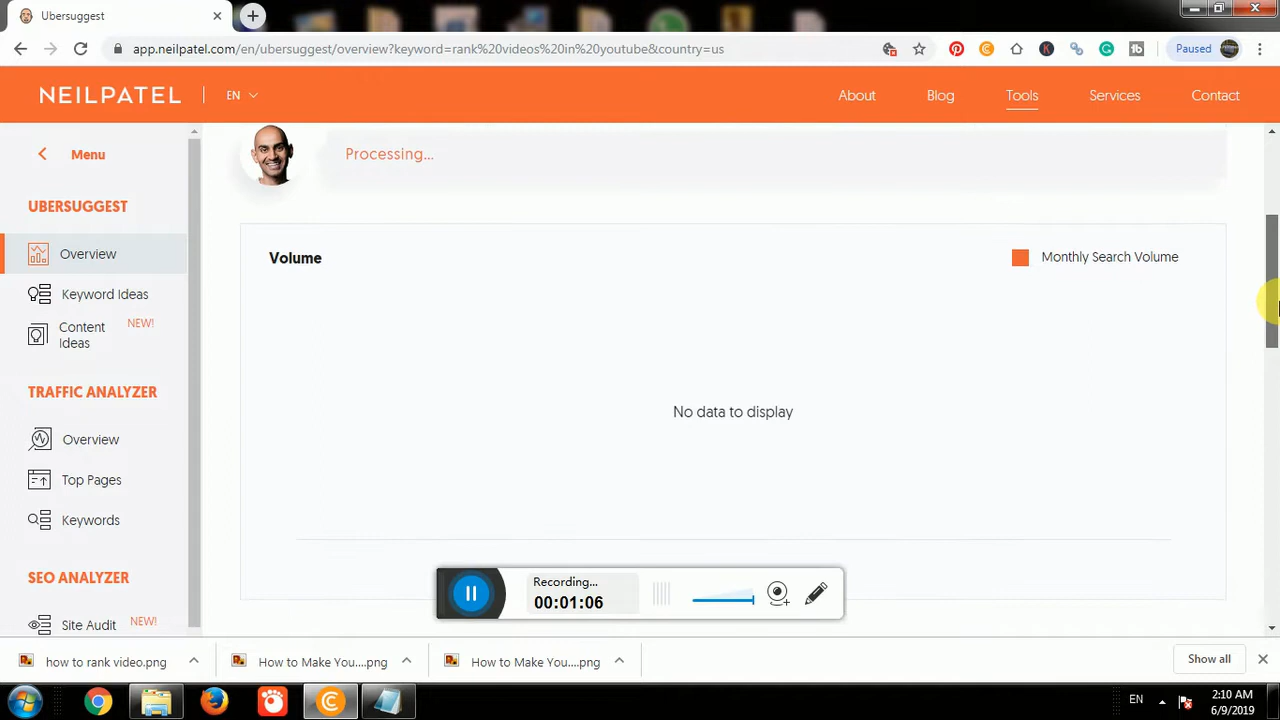 Ubersuggest
app.neilpatel.com/en/ubersuggest/overview?keyword=rank%20videos%20in%20youtube&country=us
Paused
NEILPATEL
EN
About
Blog
Tools
Services
Contact
Menu
Processing...
UBERSUGGEST
Overview
Keyword Ideas
Content
Ideas
NEW!
TRAFFIC ANALYZER
Overview
Top Pages
Keywords
SEO ANALYZER
Site Audit
NEW!
Volume
Monthly Search Volume
No data to display
Recording...
00:01:06
how to rank video.png
How to Make You....png
How to Make You....png
Show all
EN
2:10 AM
6/9/2019